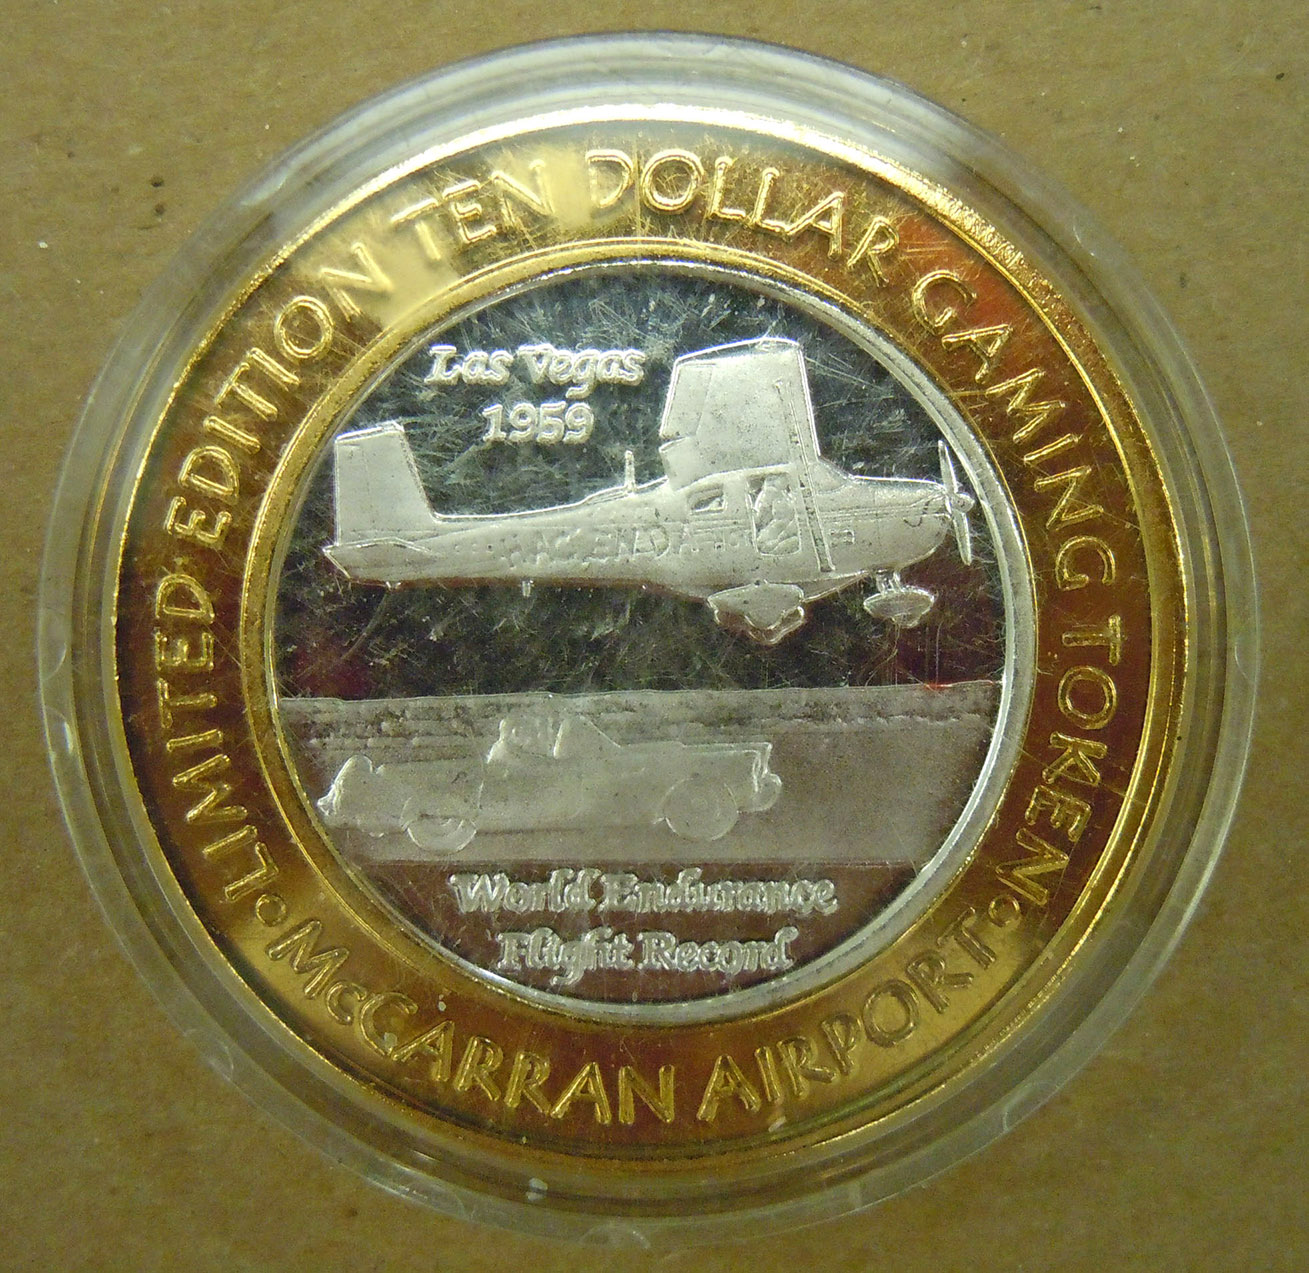 LIMITED EDITION TEN DOLLAR GAMING TOKEN
Las Vegas
1959
HACIENDA
World Endurance
Flight Record
• McCARRAN AIRPORT •